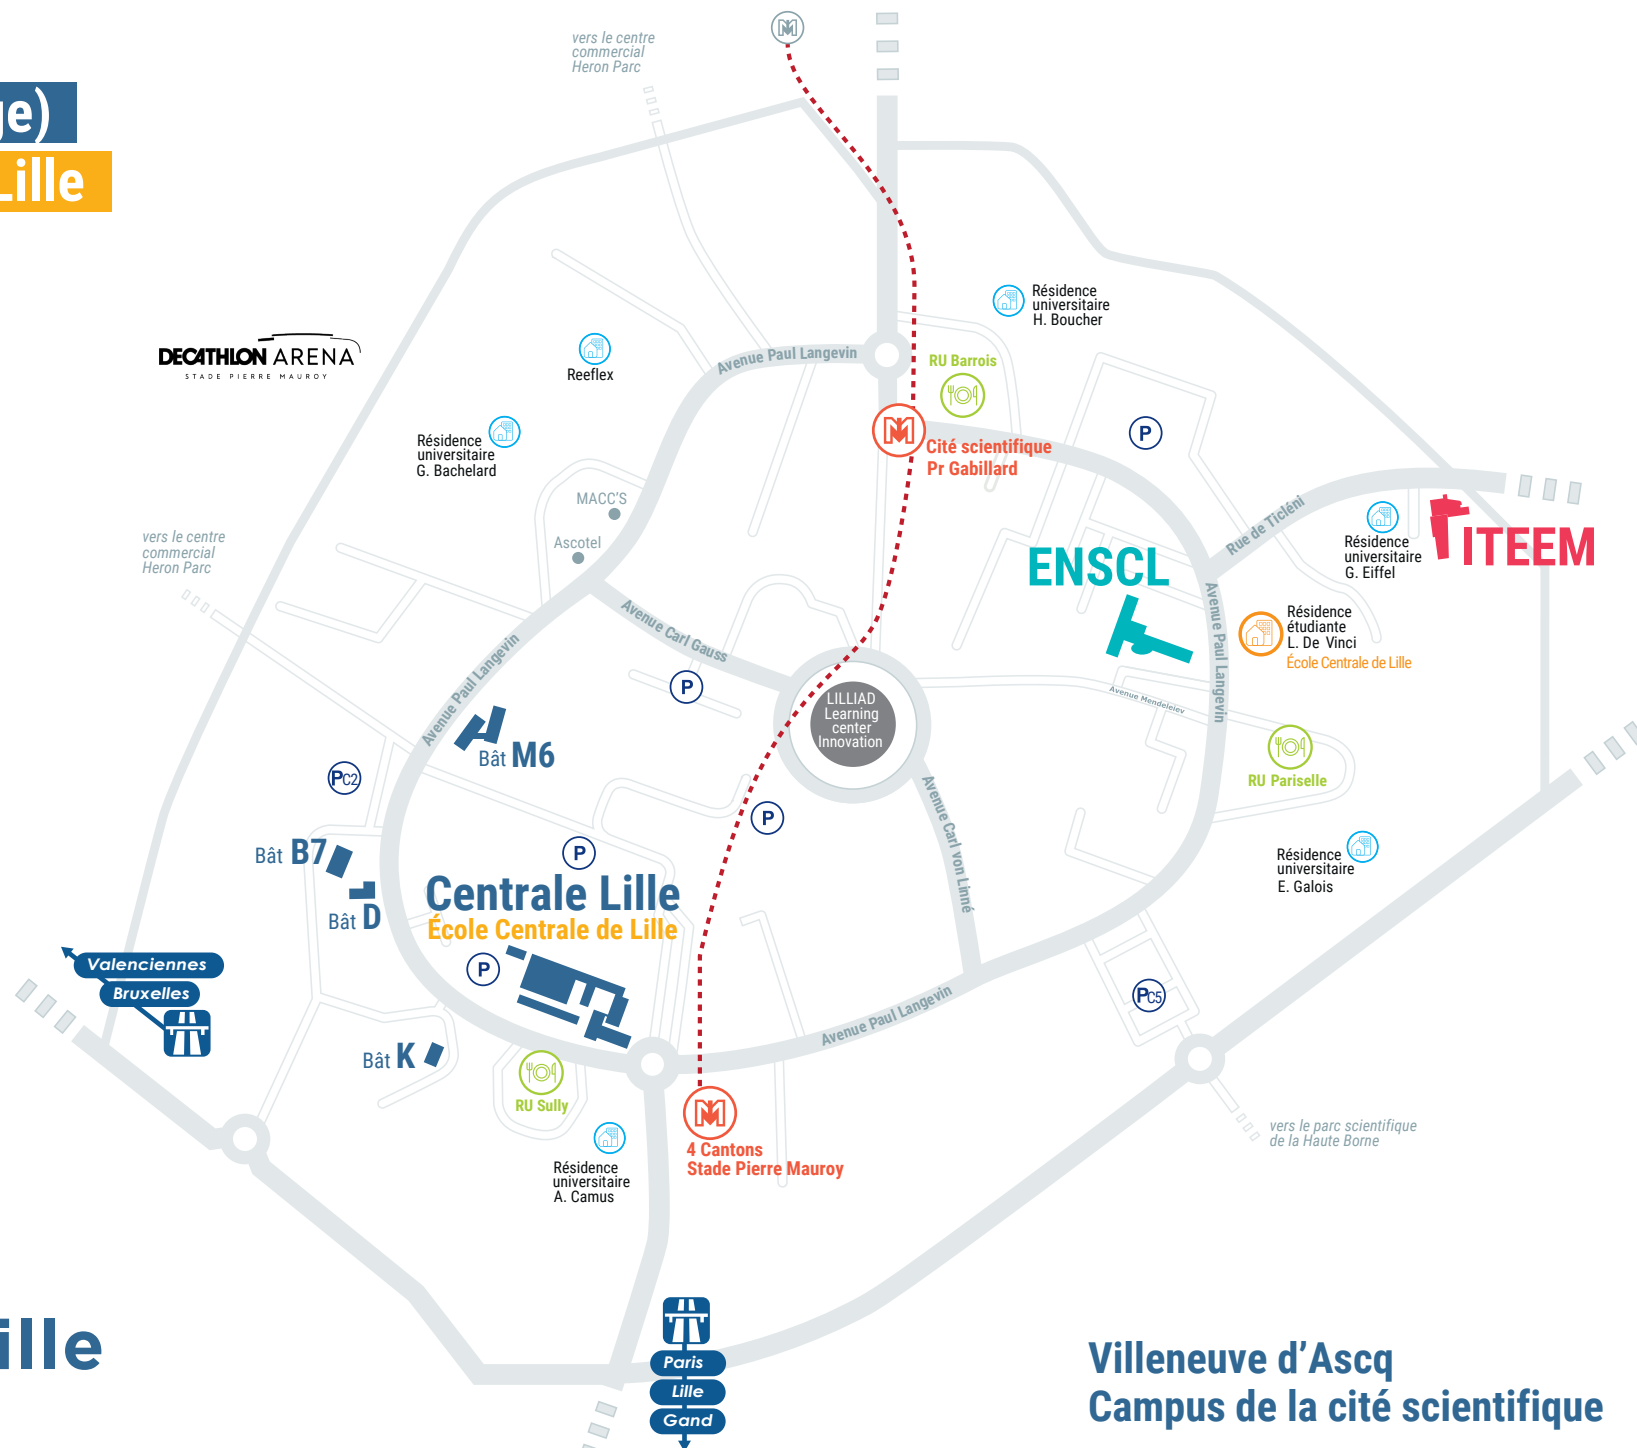 ge)
Lille
vers le centre
commercial
Heron Parc
DECATHLON ARENA
STADE PIERRE MAUROY
Reeflex
Résidence
universitaire
G. Bachelard
MACC'S
Ascotel
Avenue Paul Langevin
RU Barrois
Résidence
universitaire
H. Boucher
Cité scientifique
Pr Gabillard
P
Rue de Ticléni
Résidence
universitaire
G. Eiffel
ITEEM
ENSCL
Avenue Paul Langevin
Résidence
étudiante
L. De Vinci
École Centrale de Lille
Avenue Mendeleiev
RU Pariselle
Résidence
universitaire
E. Galois
vers le centre
commercial
Heron Parc
Avenue Carl Gauss
P
LILLIAD
Learning
center
Innovation
Avenue Paul Langevin
Bât M6
PC2
P
Avenue Carl von Linné
Bât B7
Bât D
P
Centrale Lille
École Centrale de Lille
P
Valenciennes
Bruxelles
Bât K
RU Sully
Avenue Paul Langevin
PC5
4 Cantons
Stade Pierre Mauroy
Résidence
universitaire
A. Camus
vers le parc scientifique
de la Haute Borne
Paris
Lille
Gand
ille
Villeneuve d'Ascq
Campus de la cité scientifique